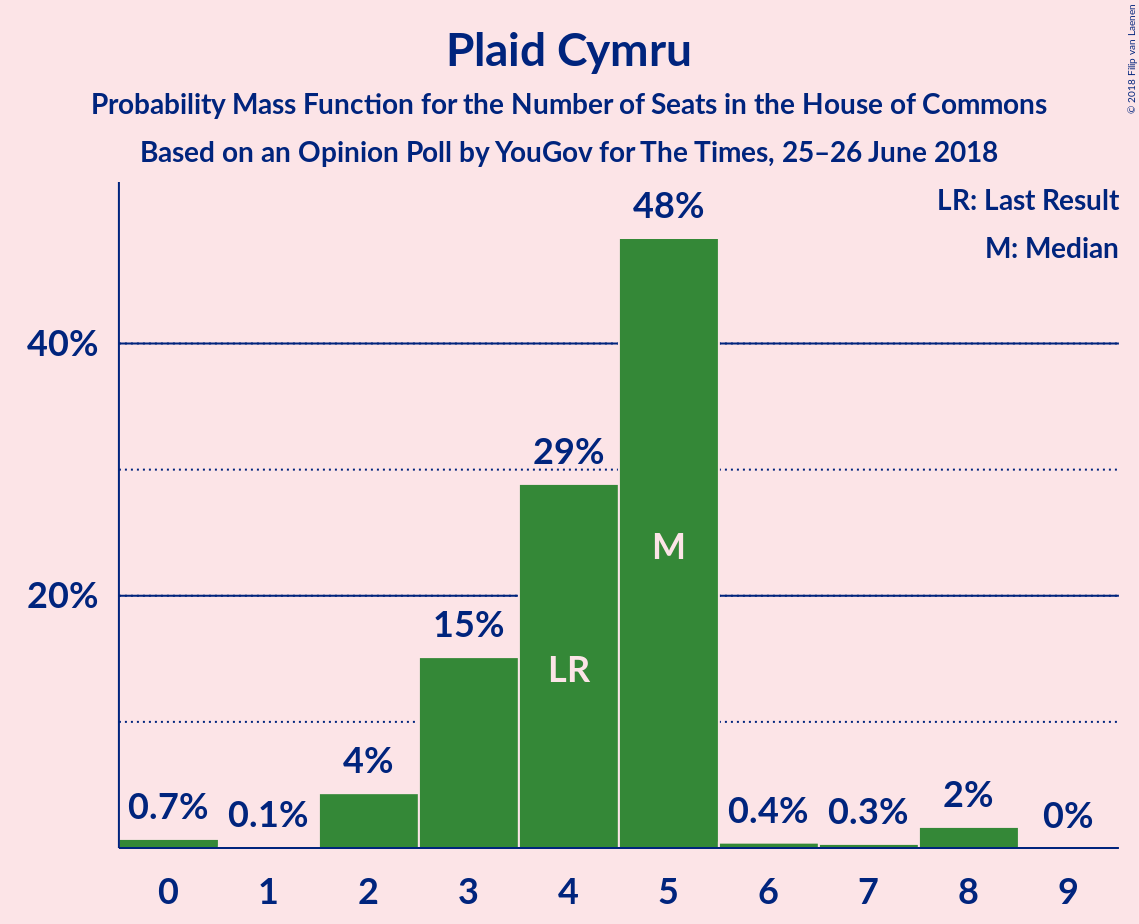 Plaid Cymru
Probability Mass Function for the Number of Seats in the House of Commons
Based on an Opinion Poll by YouGov for The Times, 25–26 June 2018
© 2018 Filip van Laenen
LR: Last Result
M: Median
48%
40%
29%
M
20%
15%
LR
4%
0.7%
0.1%
0.4%
0.3%
2%
0%
0 1 2 3 4 5 6 7 8 9